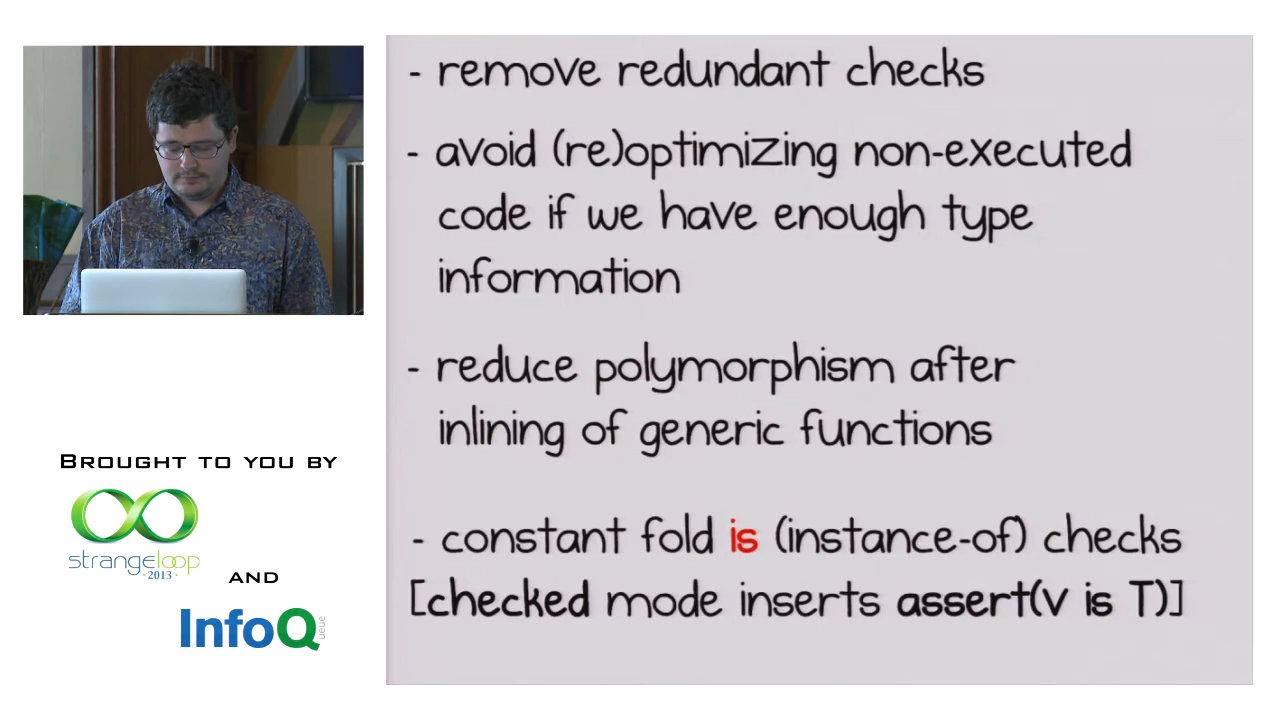 - remove redundant checks
- avoid (re)optimizing non-executed
code if we have enough type
information
- reduce polymorphism after
inlining of generic functions
- constant fold is (instance-of) checks
[checked mode inserts assert(v is T)]
BROUGHT TO YOU BY
strangeloop
·2013·
AND
InfoQ
ueue